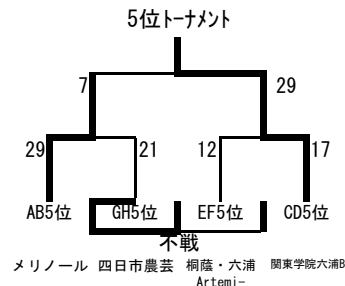 5位トーナメント
7
29
29
21
12
17
AB5位
GH5位
EF5位
CD5位
不戦
メリノール
四日市農芸
桐蔭・六浦
関東学院六浦B
Artemi-